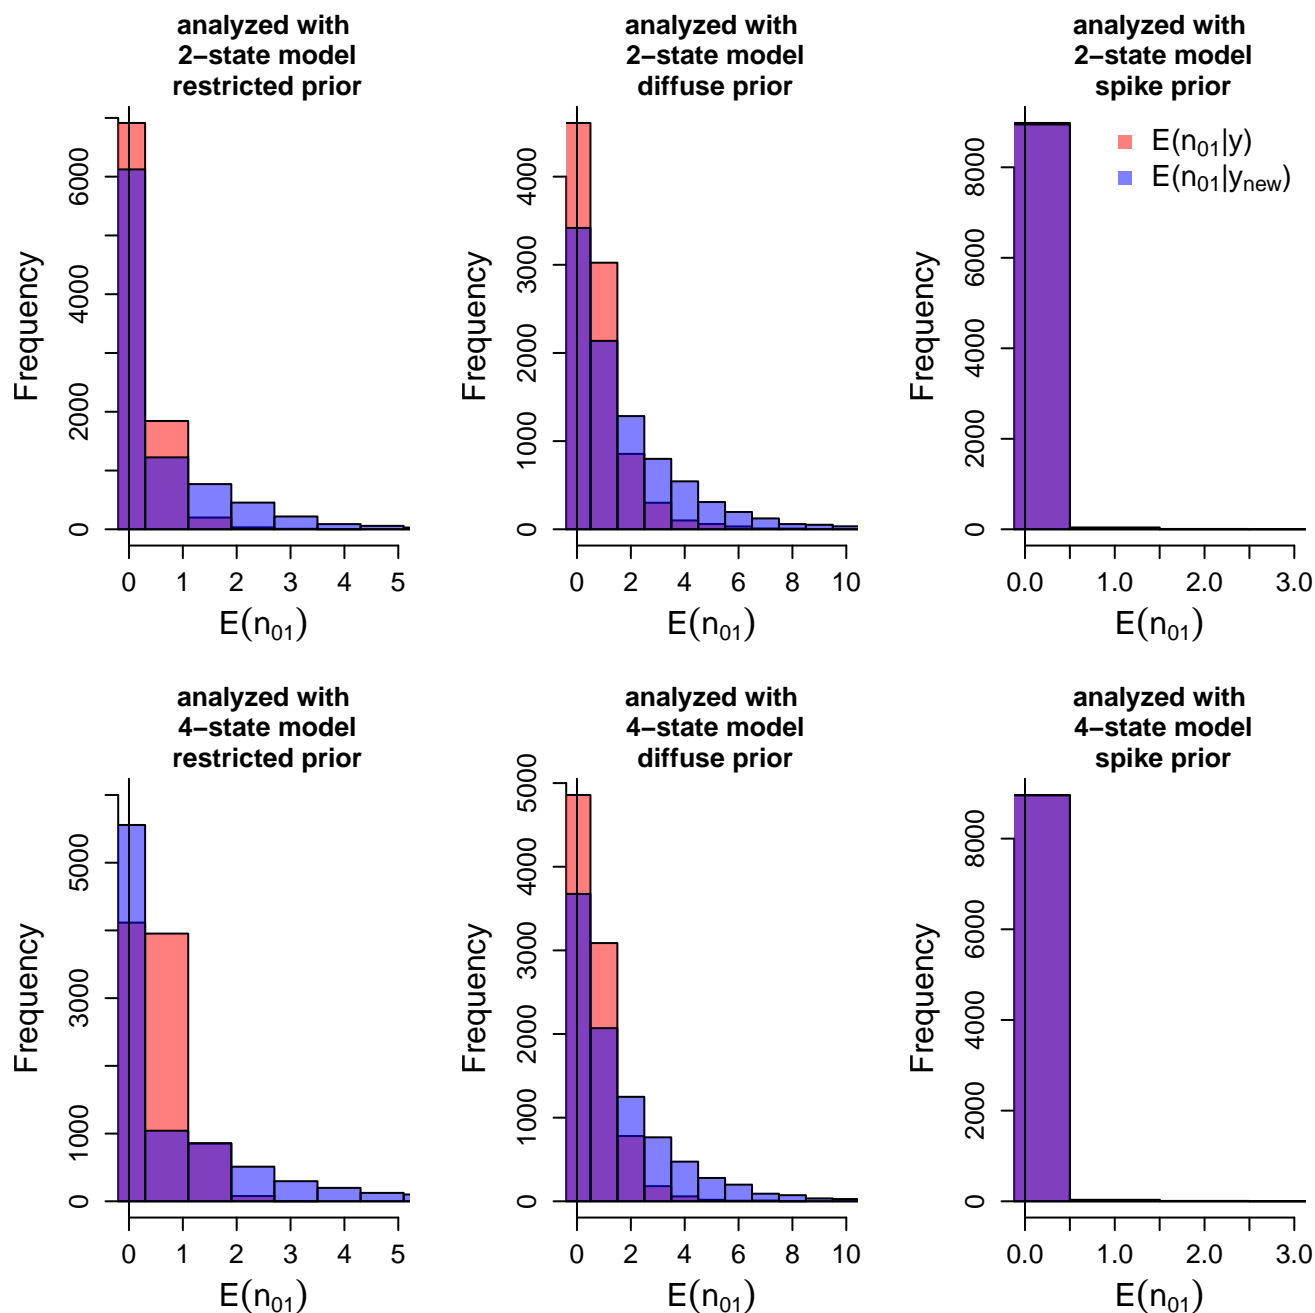 analyzed with
2−state model
restricted prior
Frequency
0 2000 4000 6000
0 1 2 3 4 5
E(n01)
analyzed with
2−state model
diffuse prior
Frequency
0 1000 2000 3000 4000
0 2 4 6 8 10
E(n01)
analyzed with
2−state model
spike prior
E(n01|y)
E(n01|ynew)
Frequency
0 2000 4000 6000 8000
0.0 1.0 2.0 3.0
E(n01)
analyzed with
4−state model
restricted prior
Frequency
0 1000 3000 5000
0 1 2 3 4 5
E(n01)
analyzed with
4−state model
diffuse prior
Frequency
0 1000 2000 3000 4000 5000
0 2 4 6 8 10
E(n01)
analyzed with
4−state model
spike prior
Frequency
0 2000 4000 6000 8000
0.0 1.0 2.0 3.0
E(n01)